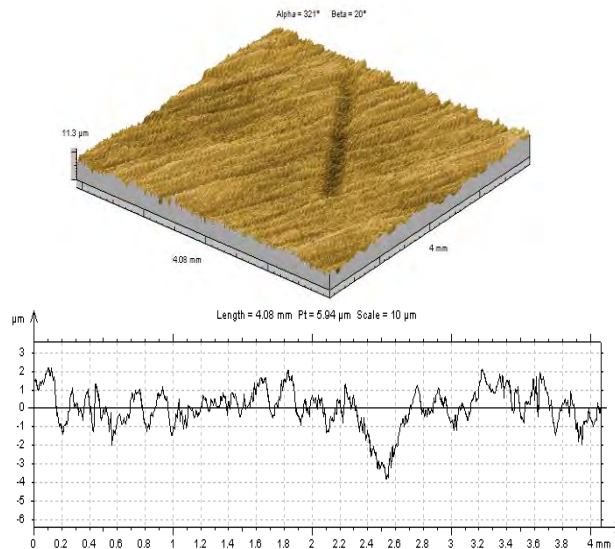 Alpha = 321° Beta = 20°
11.3 µm
4.08 mm
4 mm
Length = 4.08 mm Pt = 5.94 µm Scale = 10 µm
µm
3
2
1
0
-1
-2
-3
-4
-5
-6
0 0.2 0.4 0.6 0.8 1 1.2 1.4 1.6 1.8 2 2.2 2.4 2.6 2.8 3 3.2 3.4 3.6 3.8 4 mm